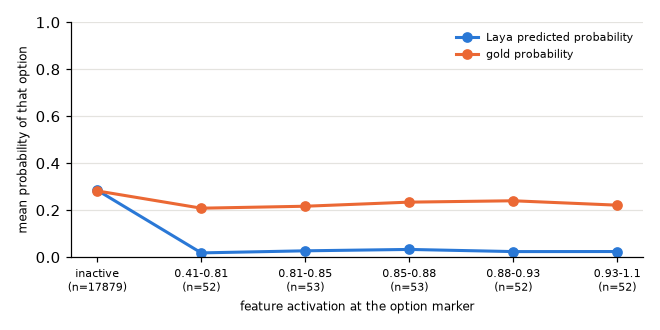 1.0
0.8
0.6
0.4
0.2
0.0
mean probability of that option
Laya predicted probability
gold probability
inactive
(n=17879)
0.41-0.81
(n=52)
0.81-0.85
(n=53)
0.85-0.88
(n=53)
0.88-0.93
(n=52)
0.93-1.1
(n=52)
feature activation at the option marker